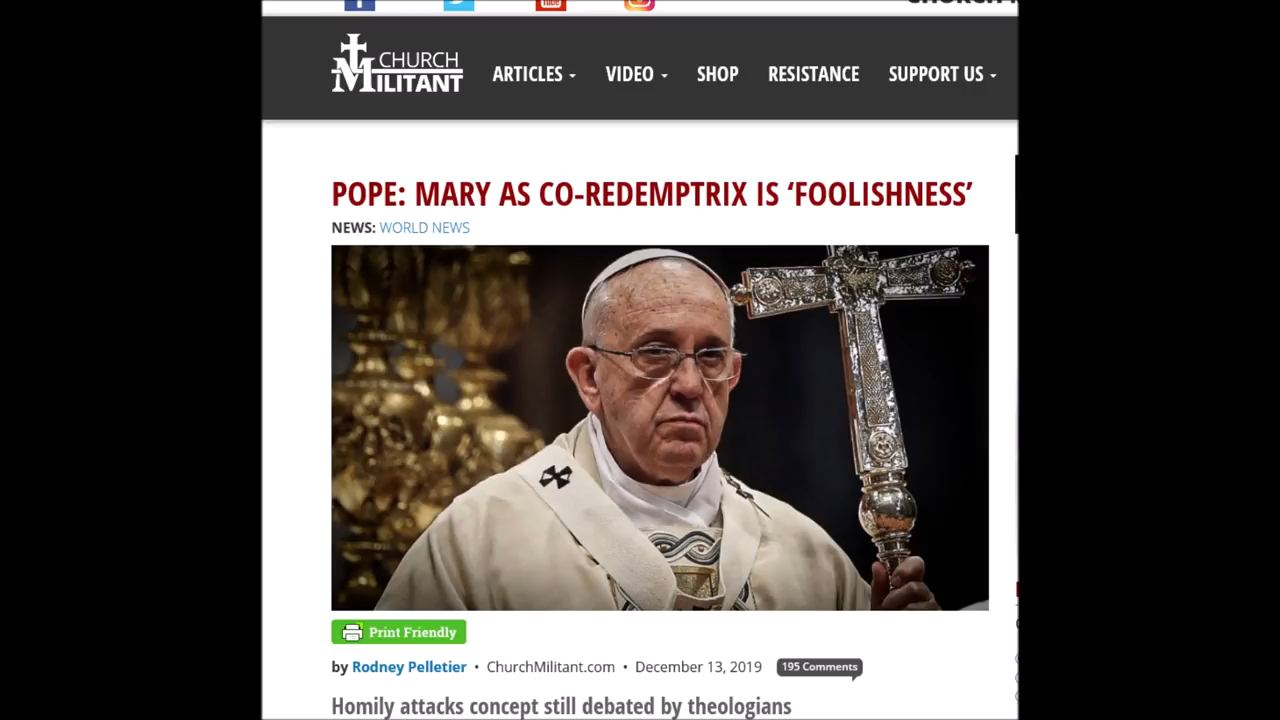 CHURCH
MILITANT
ARTICLES
VIDEO
SHOP
RESISTANCE
SUPPORT US
POPE: MARY AS CO-REDEMPTRIX IS ‘FOOLISHNESS’
NEWS: WORLD NEWS
Print Friendly
by Rodney Pelletier • ChurchMilitant.com • December 13, 2019 195 Comments
Homily attacks concept still debated by theologians